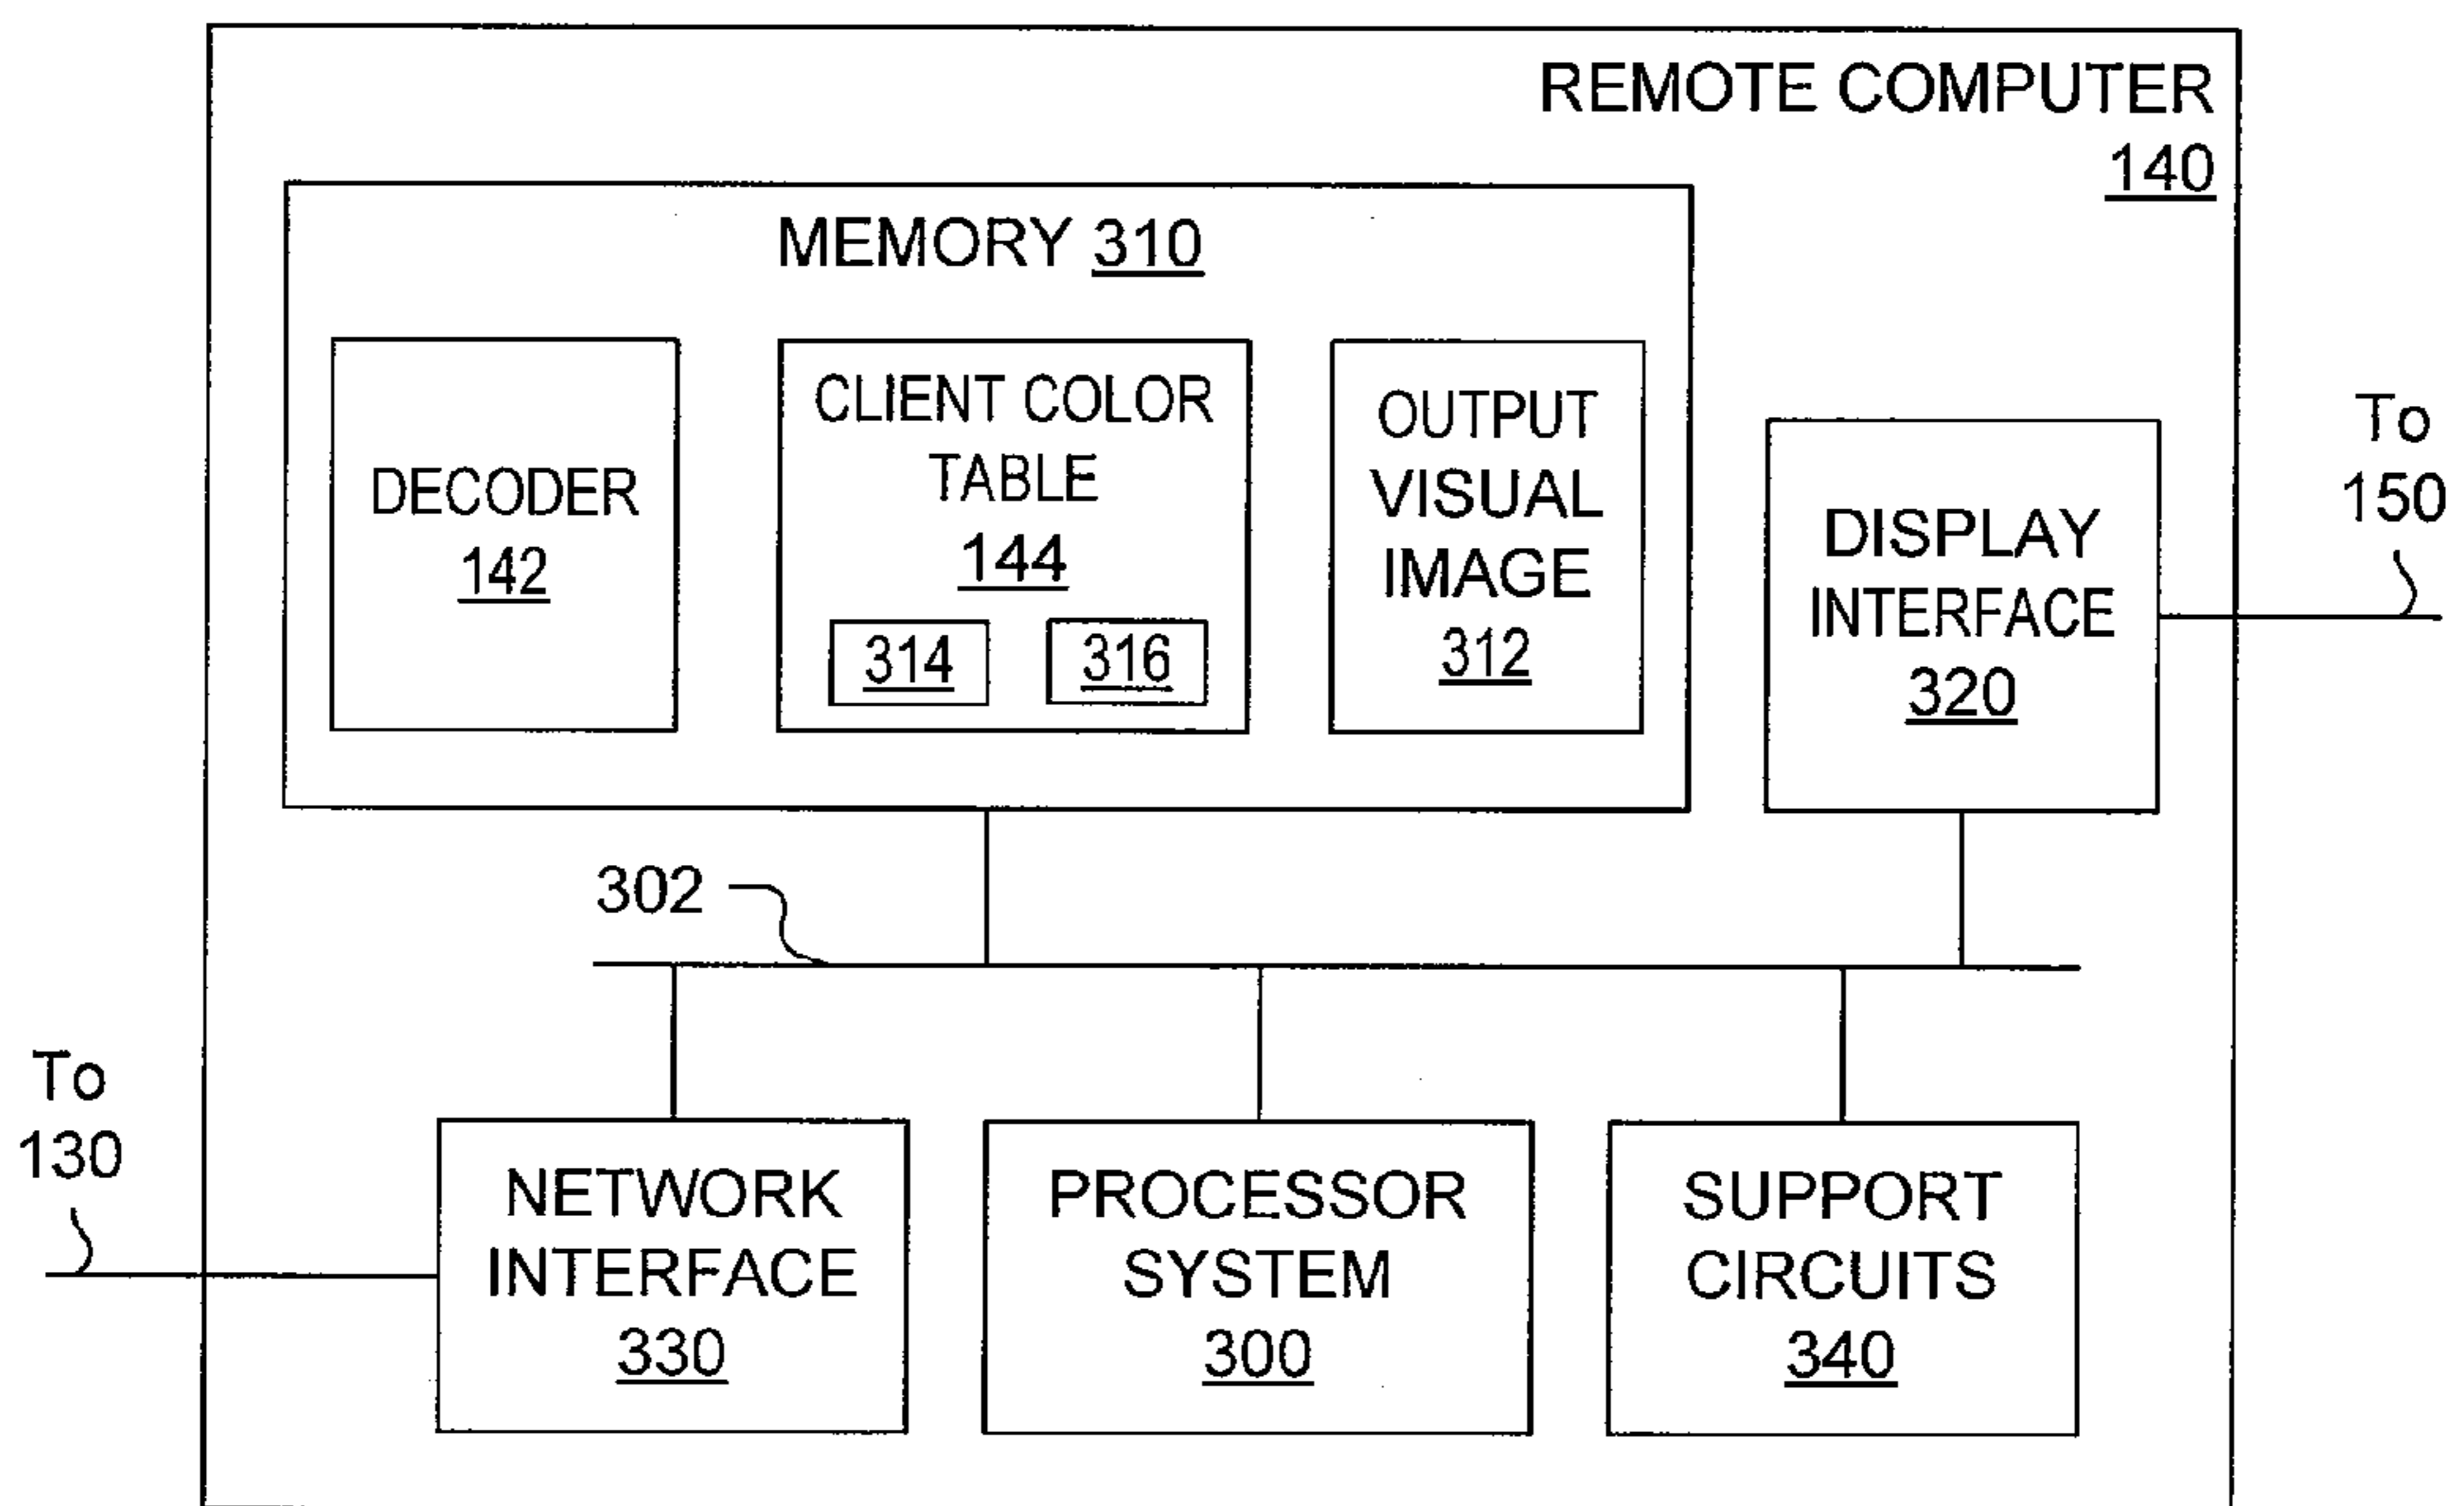 REMOTE COMPUTER
140
MEMORY 310
DECODER
142
CLIENT COLOR
TABLE
144
314
316
OUTPUT
VISUAL
IMAGE
312
DISPLAY
INTERFACE
320
To
150
302
To
130
NETWORK
INTERFACE
330
PROCESSOR
SYSTEM
300
SUPPORT
CIRCUITS
340